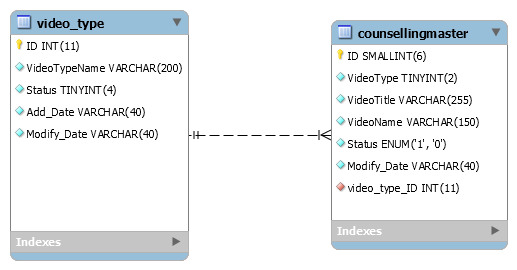 video_type
ID INT(11)
VideoTypeName VARCHAR(200)
Status TINYINT(4)
Add_Date VARCHAR(40)
Modify_Date VARCHAR(40)
Indexes
counsellingmaster
ID SMALLINT(6)
VideoType TINYINT(2)
VideoTitle VARCHAR(255)
VideoName VARCHAR(150)
Status ENUM('1', '0')
Modify_Date VARCHAR(40)
video_type_ID INT(11)
Indexes